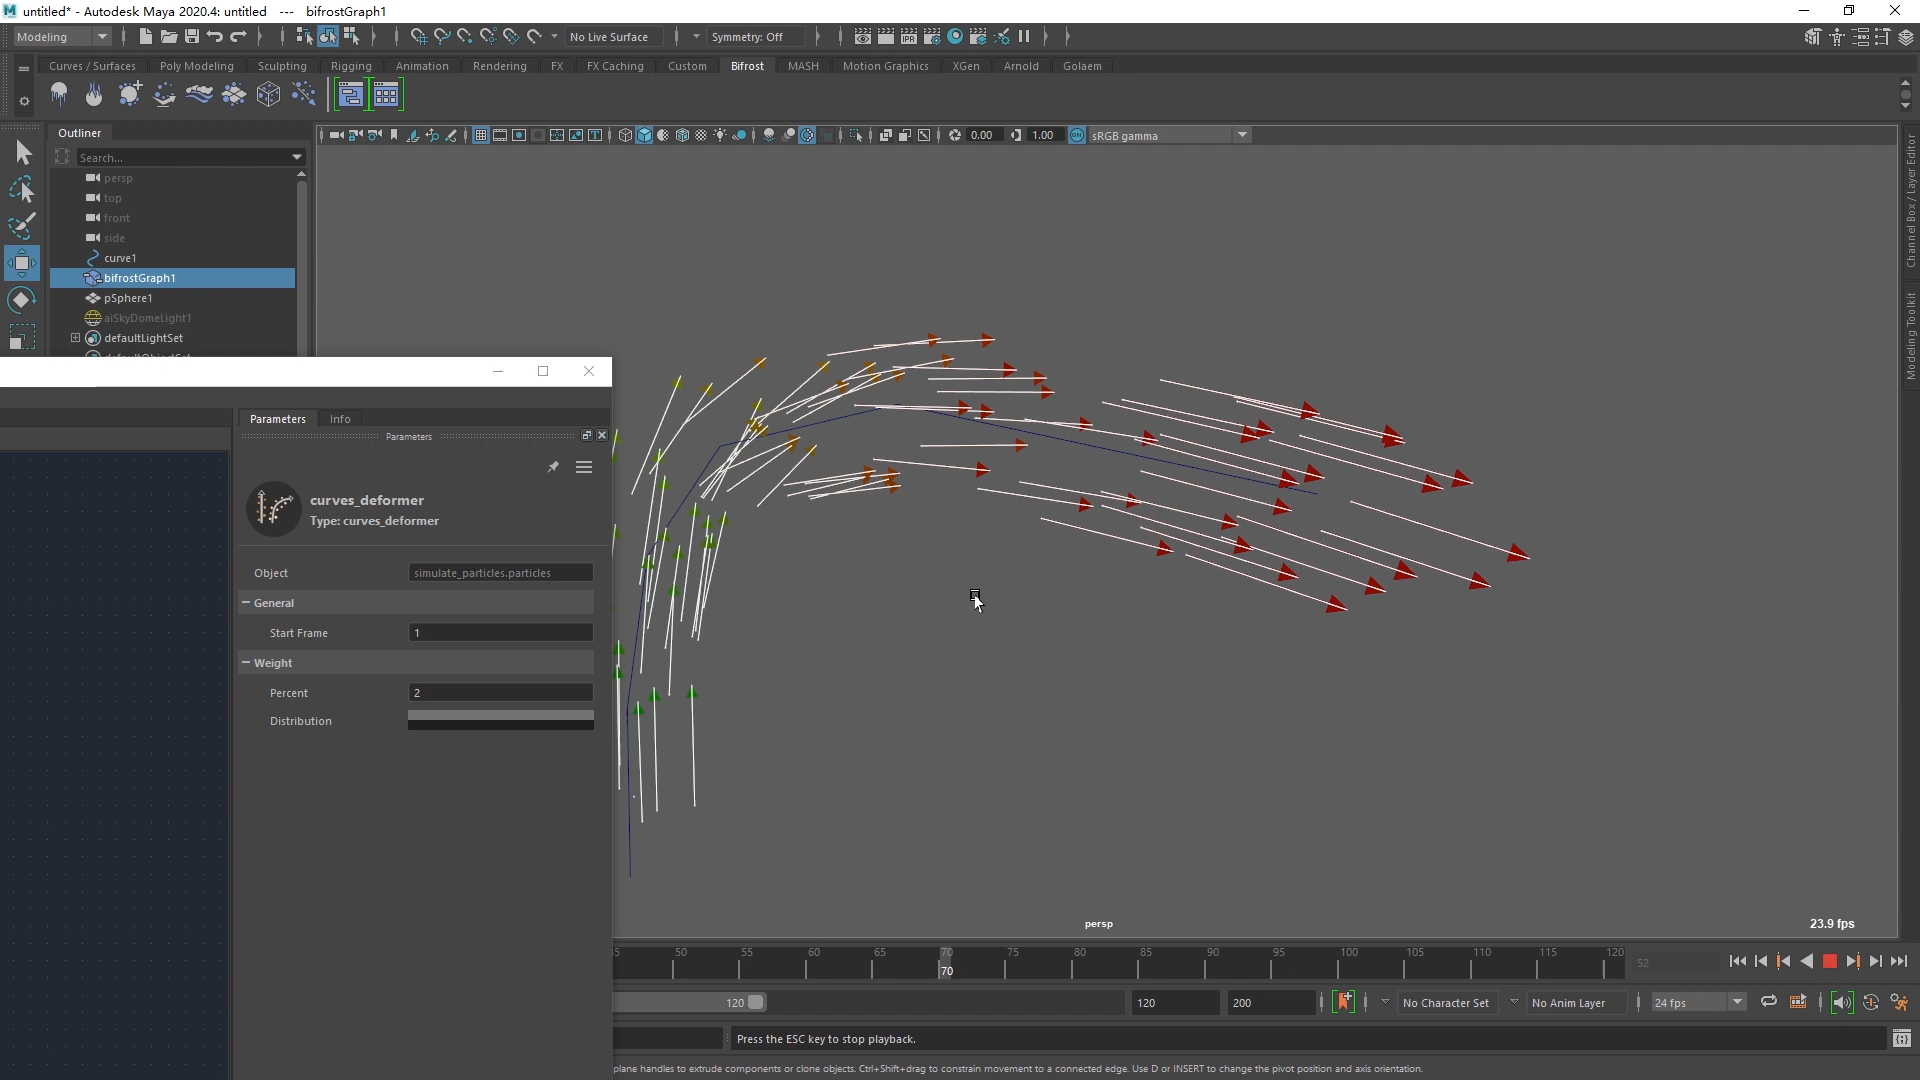 untitled* - Autodesk Maya 2020.4: untitled   ---   bifrostGraph1
Modeling
No Live Surface
Symmetry: Off
IPR
Curves / Surfaces
Poly Modeling
Sculpting
Rigging
Animation
Rendering
FX
FX Caching
Custom
Bifrost
MASH
Motion Graphics
XGen
Arnold
Golaem
Outliner
0.00
1.00
ON
sRGB gamma
Search...
persp
top
front
side
curve1
bifrostGraph1
pSphere1
aiSkyDomeLight1
defaultLightSet
Channel Box / Layer Editor
Modeling Toolkit
Parameters
Info
Parameters
curves_deformer
Type: curves_deformer
Object
simulate_particles.particles
General
Start Frame
1
Weight
Percent
2
Distribution
persp
23.9 fps
50
55
60
65
70
75
80
85
90
95
100
105
110
115
120
70
52
120
120
200
No Character Set
No Anim Layer
24 fps
Press the ESC key to stop playback.
plane handles to extrude components or clone objects. Ctrl+Shift+drag to constrain movement to a connected edge. Use D or INSERT to change the pivot position and axis orientation.